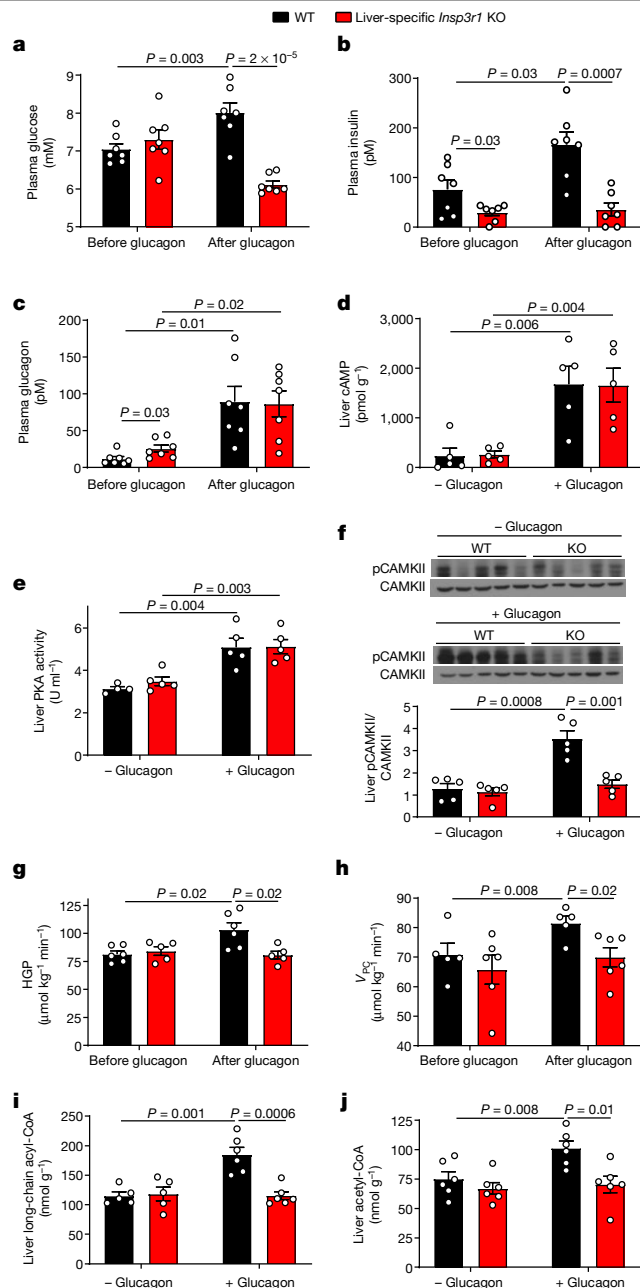 WT Liver-specific Insp3r1 KO
a
P = 0.003 P = 2 × 10⁻⁵
9
8
7
6
5
Plasma glucose
(mM)
Before glucagon After glucagon
b
P = 0.03 P = 0.0007
P = 0.03
300
200
100
0
Plasma insulin
(pM)
Before glucagon After glucagon
c
P = 0.02
P = 0.01
P = 0.03
200
150
100
50
0
Plasma glucagon
(pM)
Before glucagon After glucagon
d
P = 0.004
P = 0.006
3,000
2,000
1,000
0
Liver cAMP
(pmol g⁻¹)
– Glucagon + Glucagon
e
P = 0.003
P = 0.004
6
4
2
0
Liver PKA activity
(U ml⁻¹)
– Glucagon + Glucagon
f
– Glucagon
WT KO
pCAMKII
CAMKII
+ Glucagon
WT KO
pCAMKII
CAMKII
P = 0.0008 P = 0.001
5
4
3
2
1
0
Liver pCAMKII/
CAMKII
– Glucagon + Glucagon
g
P = 0.02 P = 0.02
125
100
75
50
25
0
HGP
(μmol kg⁻¹ min⁻¹)
Before glucagon After glucagon
h
P = 0.008 P = 0.02
90
80
70
60
50
40
VPC
(μmol kg⁻¹ min⁻¹)
Before glucagon After glucagon
i
P = 0.001 P = 0.0006
250
200
150
100
50
0
Liver long-chain acyl-CoA
(nmol g⁻¹)
– Glucagon + Glucagon
j
P = 0.008 P = 0.01
125
100
75
50
25
0
Liver acetyl-CoA
(nmol g⁻¹)
– Glucagon + Glucagon